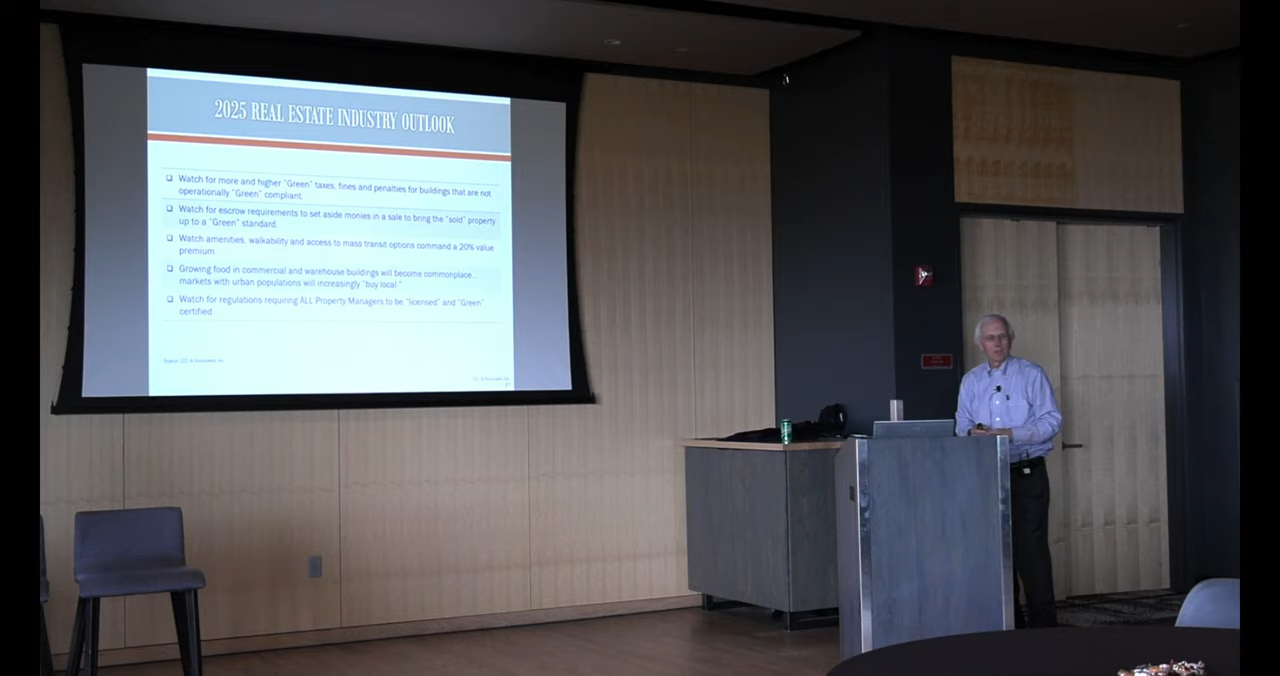 2025 REAL ESTATE INDUSTRY OUTLOOK
❑ Watch for more and higher "Green" taxes, fines and penalties for buildings that are not
operationally "Green" compliant.
❑ Watch for escrow requirements to set aside monies in a sale to bring the "sold" property
up to a "Green" standard.
❑ Watch amenities, walkability and access to mass transit options command a 20% value
premium.
❑ Growing food in commercial and warehouse buildings will become commonplace...
markets with urban populations will increasingly "buy local."
❑ Watch for regulations requiring ALL Property Managers to be "licensed" and "Green"
certified